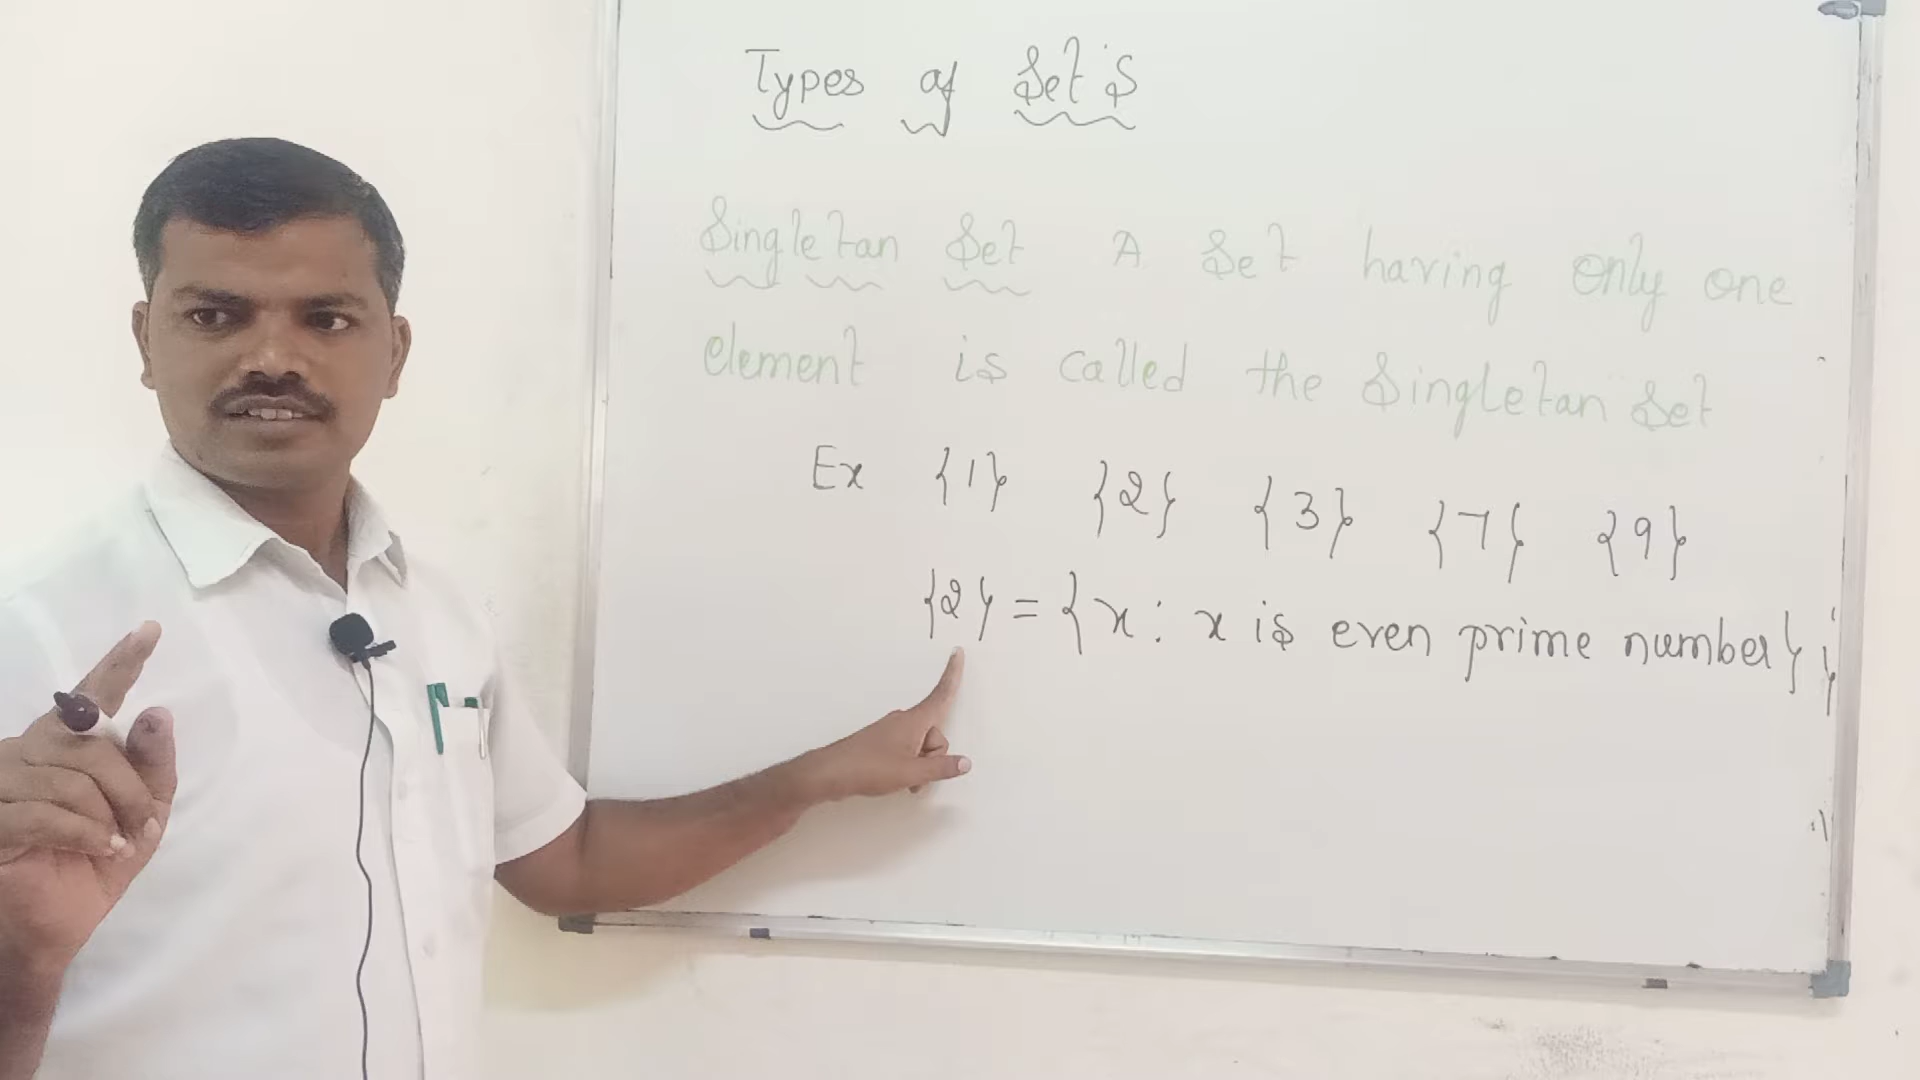 Types of Set's
Singletan Set A Set having only one
element is called the Singletan Set
Ex {1} {2} {3} {7} {9}
{2} = {x : x is even prime number}